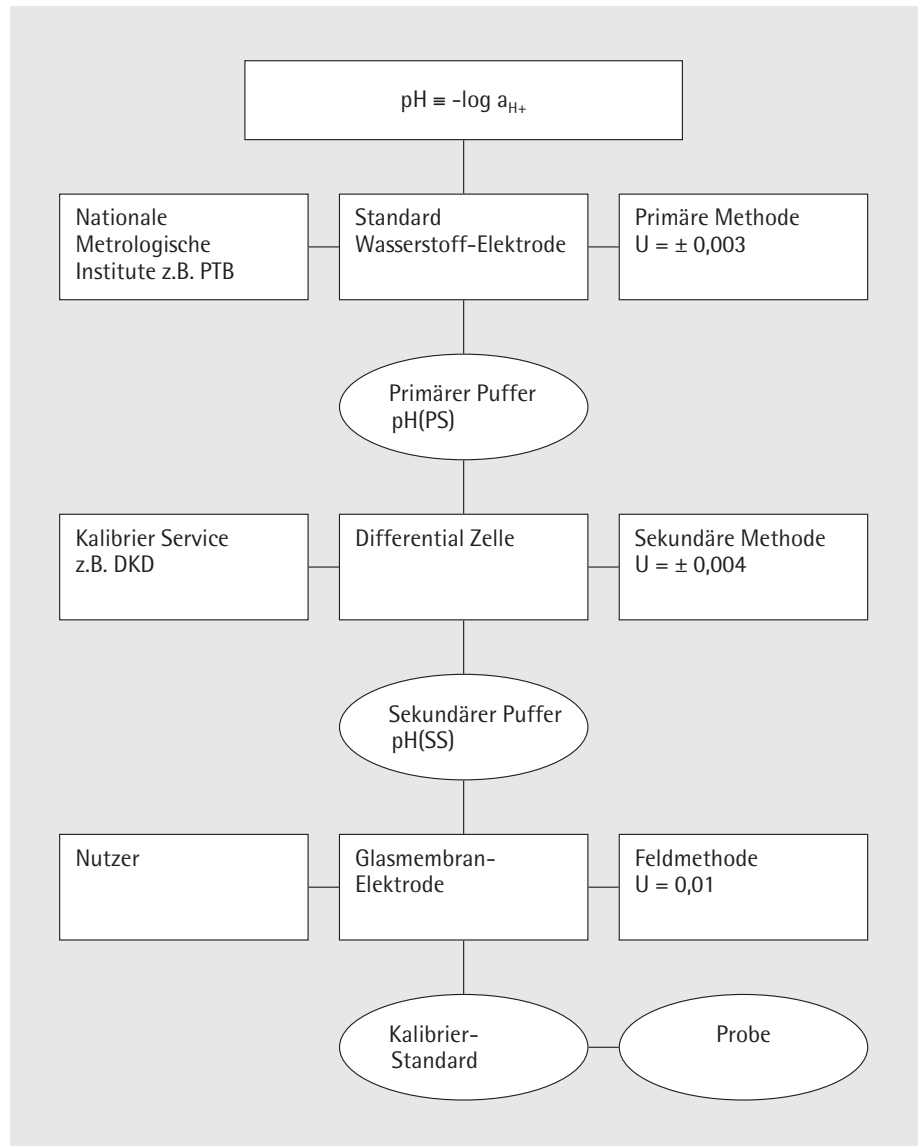 pH ≡ -log a_H+
Nationale
Metrologische
Institute z.B. PTB
Standard
Wasserstoff-Elektrode
Primäre Methode
U = ± 0,003
Primärer Puffer
pH(PS)
Kalibrier Service
z.B. DKD
Differential Zelle
Sekundäre Methode
U = ± 0,004
Sekundärer Puffer
pH(SS)
Nutzer
Glasmembran-
Elektrode
Feldmethode
U = 0,01
Kalibrier-
Standard
Probe